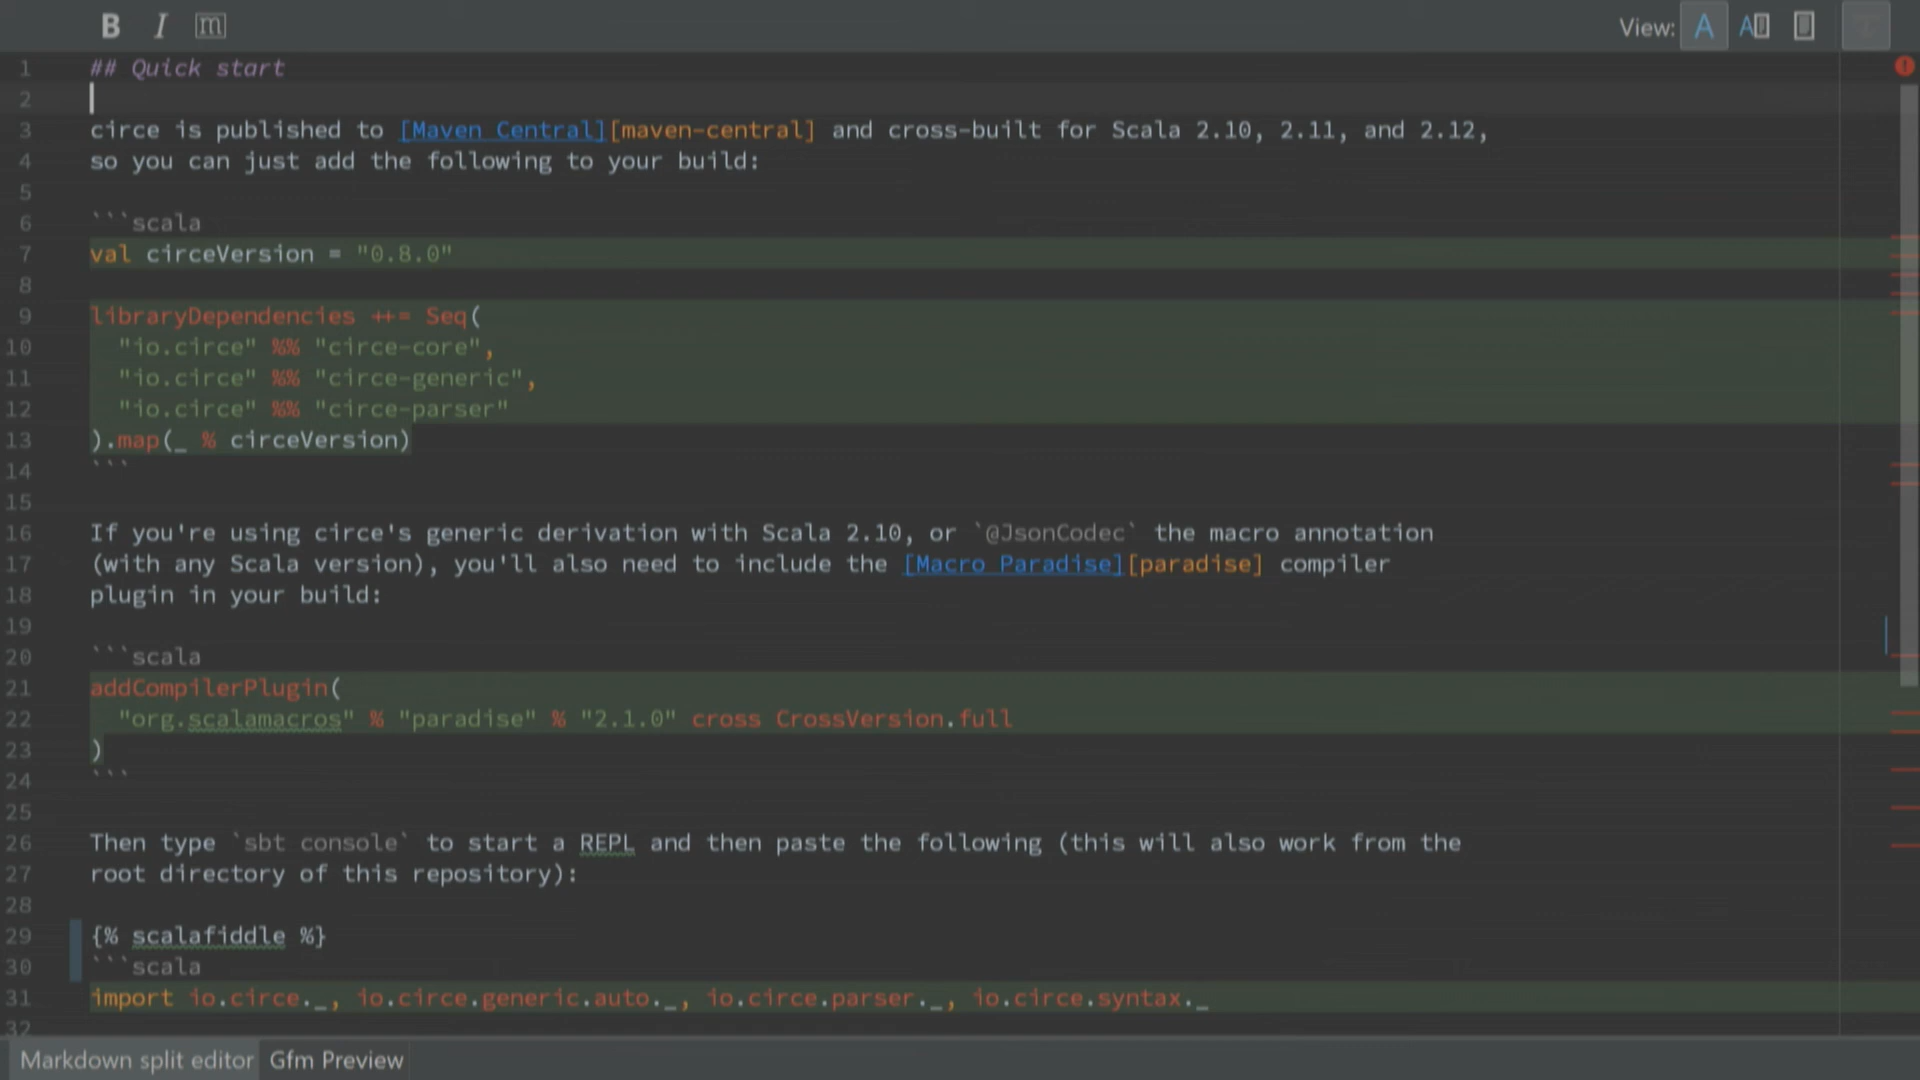 B I m View: A A
1 ## Quick start
2
3 circe is published to [Maven Central][maven-central] and cross-built for Scala 2.10, 2.11, and 2.12,
4 so you can just add the following to your build:
5
6 ```scala
7 val circeVersion = "0.8.0"
8
9 libraryDependencies ++= Seq(
10 "io.circe" %% "circe-core",
11 "io.circe" %% "circe-generic",
12 "io.circe" %% "circe-parser"
13 ).map(_ % circeVersion)
14 ```
15
16 If you're using circe's generic derivation with Scala 2.10, or `@JsonCodec` the macro annotation
17 (with any Scala version), you'll also need to include the [Macro Paradise][paradise] compiler
18 plugin in your build:
19
20 ```scala
21 addCompilerPlugin(
22 "org.scalamacros" % "paradise" % "2.1.0" cross CrossVersion.full
23 )
24 ```
25
26 Then type `sbt console` to start a REPL and then paste the following (this will also work from the
27 root directory of this repository):
28
29 {% scalafiddle %}
30 ```scala
31 import io.circe._, io.circe.generic.auto._, io.circe.parser._, io.circe.syntax._
32
Markdown split editor Gfm Preview